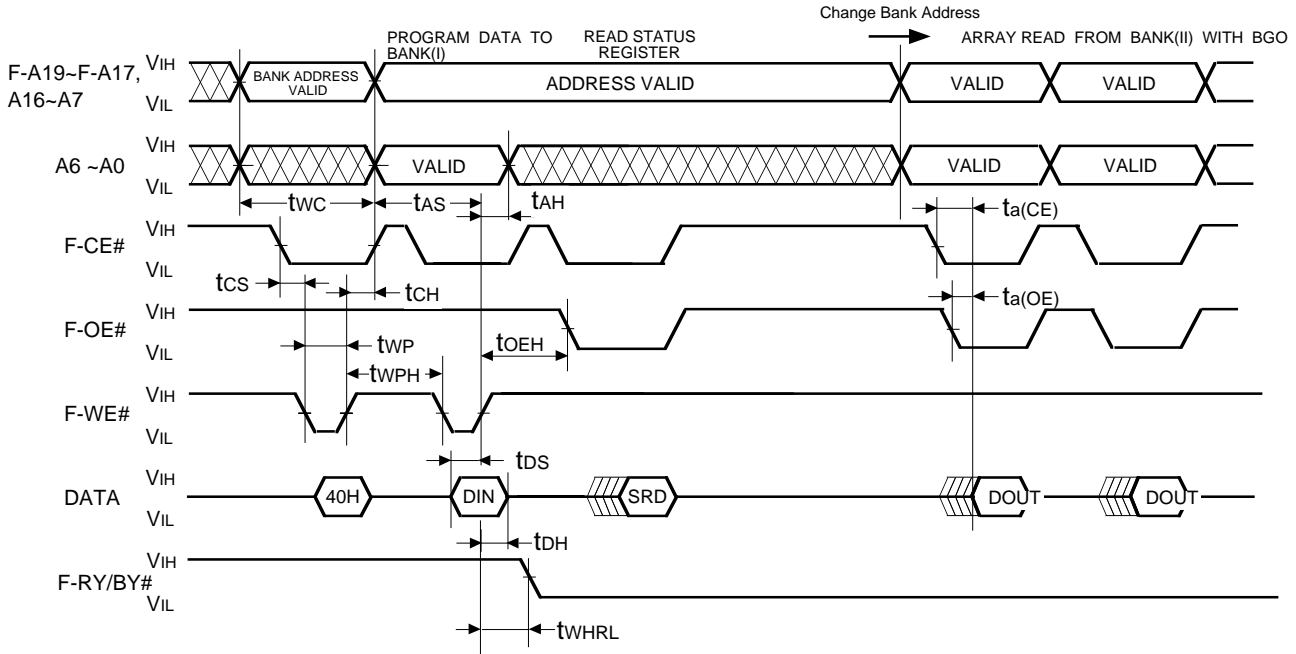 Change Bank Address
PROGRAM DATA TO BANK(I)
READ STATUS REGISTER
ARRAY READ FROM BANK(II) WITH BGO
F-A19~F-A17,
A16~A7
VIH
VIL
BANK ADDRESS VALID
ADDRESS VALID
VALID
VALID
A6 ~A0
VIH
VIL
VALID
VALID
VALID
tWC
tAS
tAH
ta(CE)
F-CE#
VIH
VIL
tCS
tCH
ta(OE)
F-OE#
VIH
VIL
tWP
tOEH
tWPH
F-WE#
VIH
VIL
tDS
DATA
VIH
VIL
40H
DIN
SRD
DOUT
DOUT
tDH
F-RY/BY#
VIH
VIL
tWHRL